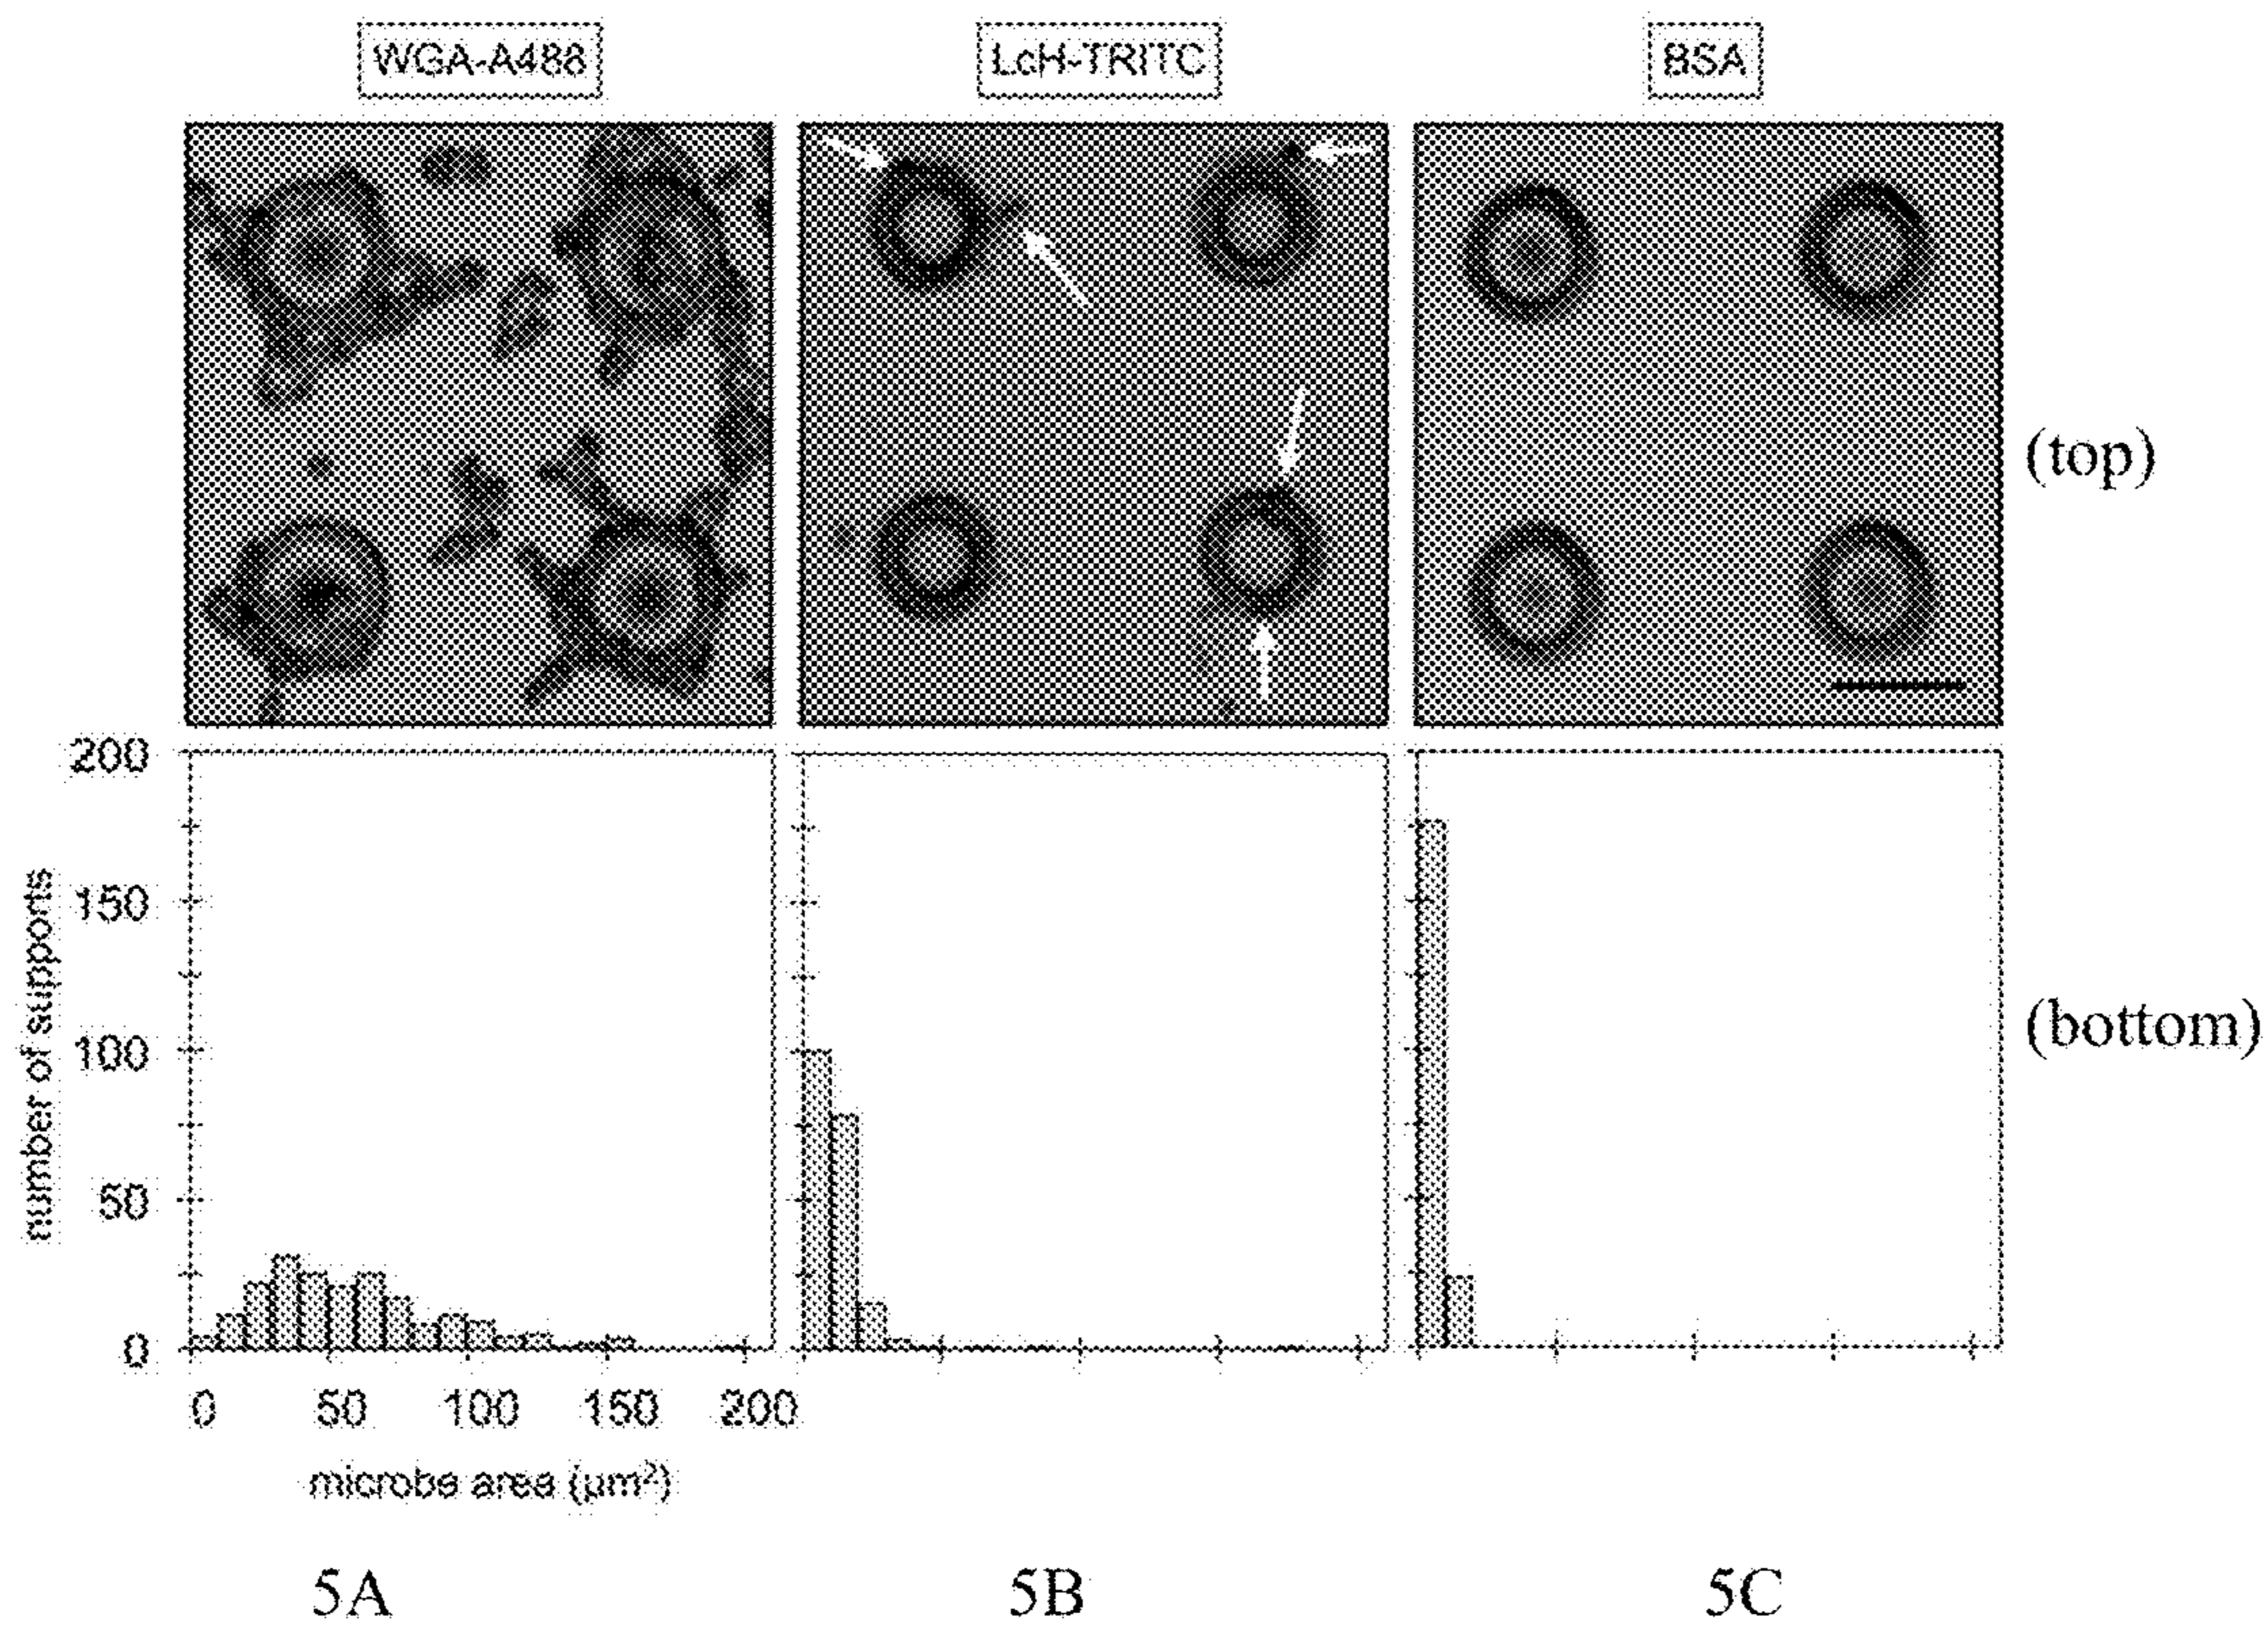 WGA-A488 LcH-TRITC BSA
(top)
200
150
100
50
0
number of supports
(bottom)
0 50 100 150 200
microbe area (µm²)
5A 5B 5C